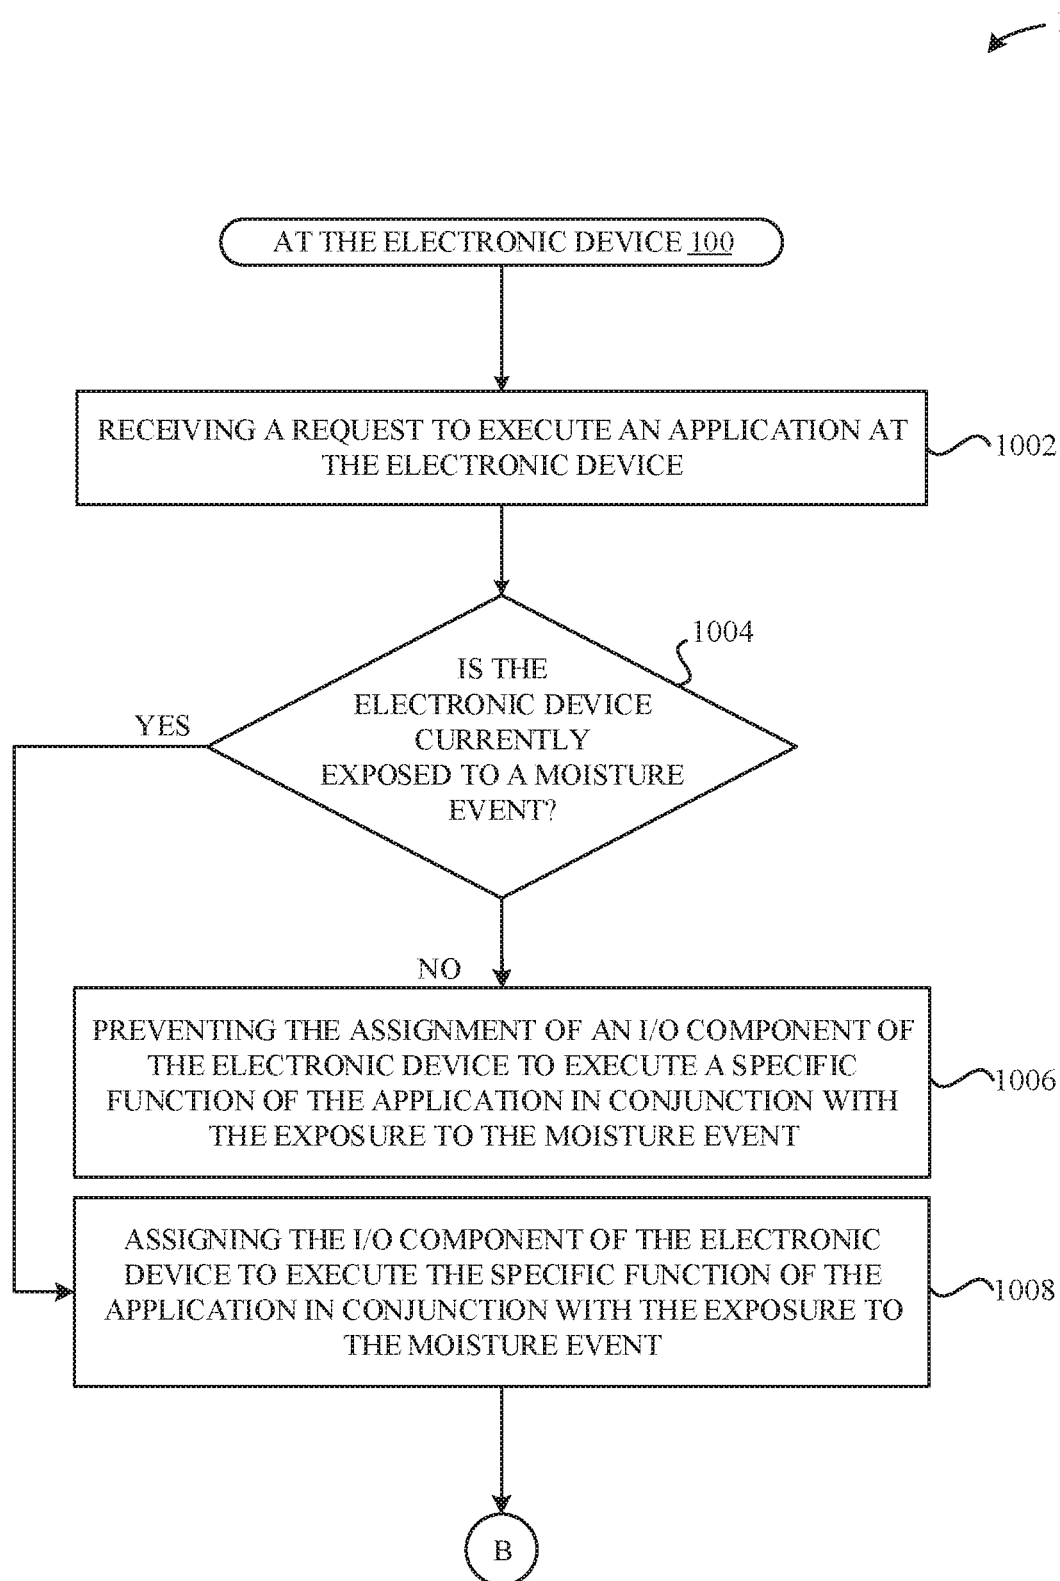 AT THE ELECTRONIC DEVICE 100
RECEIVING A REQUEST TO EXECUTE AN APPLICATION AT
THE ELECTRONIC DEVICE
1002
1004
IS THE
ELECTRONIC DEVICE
CURRENTLY
EXPOSED TO A MOISTURE
EVENT?
YES
NO
PREVENTING THE ASSIGNMENT OF AN I/O COMPONENT OF
THE ELECTRONIC DEVICE TO EXECUTE A SPECIFIC
FUNCTION OF THE APPLICATION IN CONJUNCTION WITH
THE EXPOSURE TO THE MOISTURE EVENT
1006
ASSIGNING THE I/O COMPONENT OF THE ELECTRONIC
DEVICE TO EXECUTE THE SPECIFIC FUNCTION OF THE
APPLICATION IN CONJUNCTION WITH THE EXPOSURE TO
THE MOISTURE EVENT
1008
B